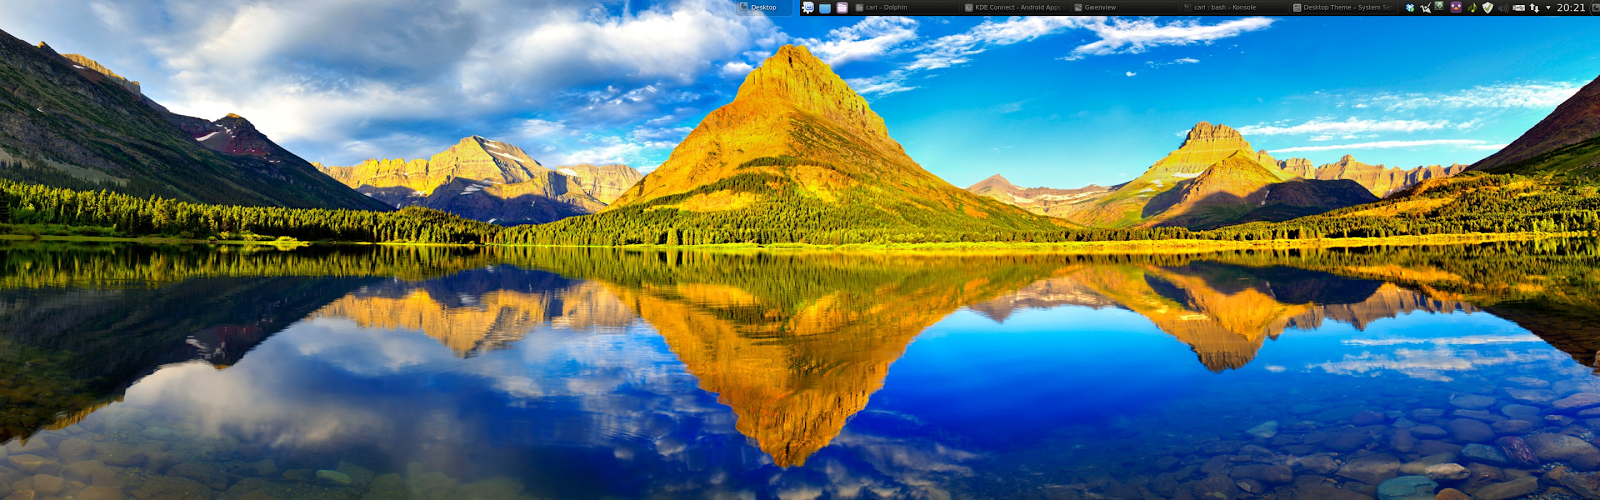 Desktop
carl – Dolphin
KDE Connect - Android Apps
Gwenview
carl : bash – Konsole
Desktop Theme – System Set
20:21